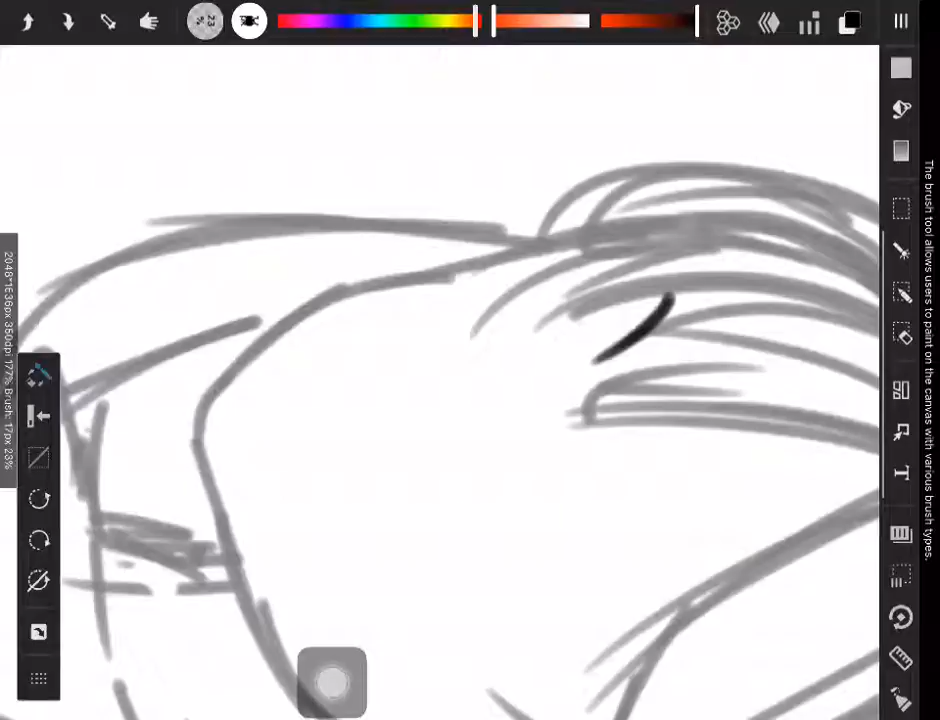 The brush tool allows users to paint on the canvas with various brush types.
2048*1536px 350dpi 177% Brush: 17px 23%
23
T